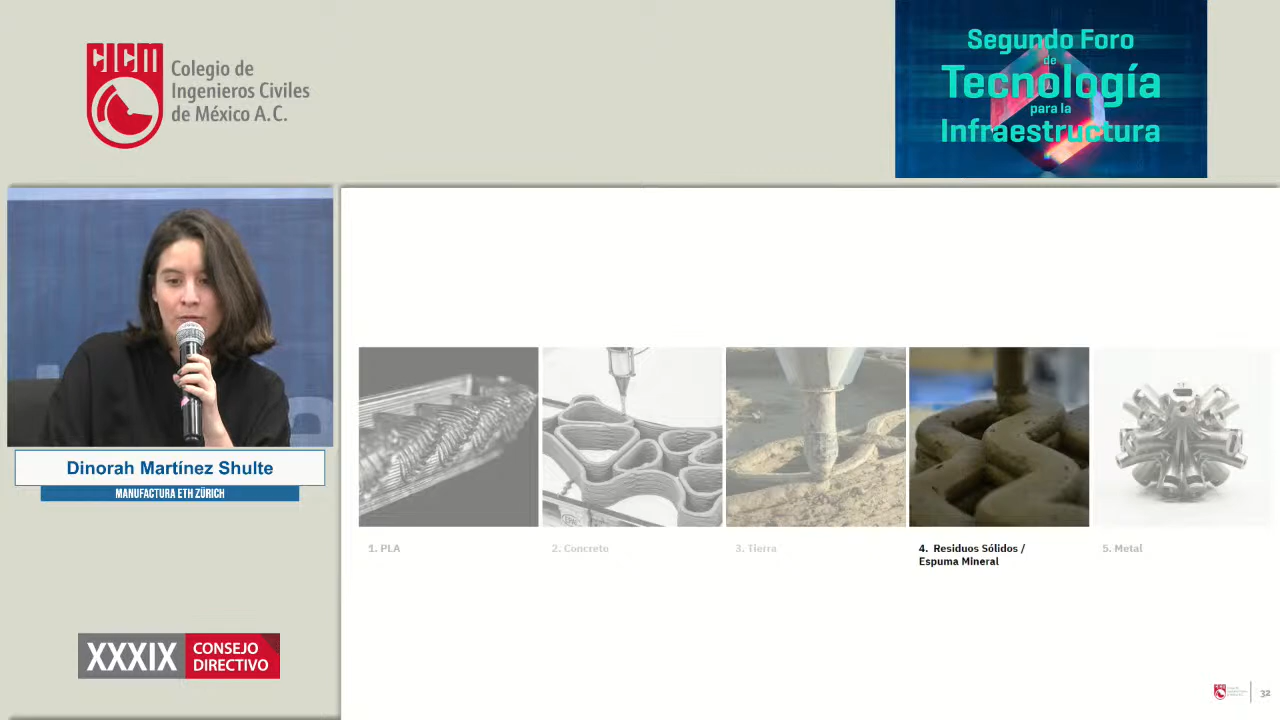 CICM
Colegio de
Ingenieros Civiles
de México A.C.
Segundo Foro
de
Tecnología
para la
Infraestructura
Dinorah Martínez Shulte
MANUFACTURA ETH ZÜRICH
1. PLA
2. Concreto
3. Tierra
4. Residuos Sólidos /
Espuma Mineral
5. Metal
XXXIX
CONSEJO
DIRECTIVO
32